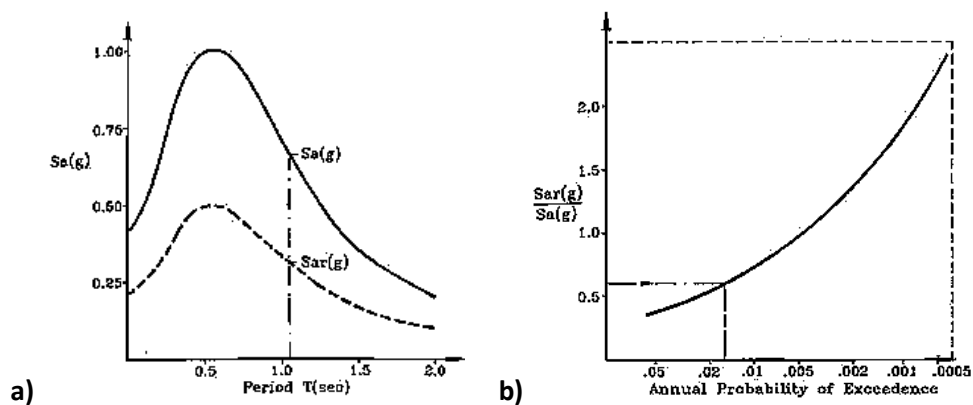 1.00
0.75
Sa(g)
0.50
0.25
Sa(g)
Sar(g)
0.5 1.0 1.5 2.0
Period T(sec)
a)
2.0
1.5
Sar(g)
Sa(g)
1.0
0.5
.05 .02 .01 .005 .002 .001 .0005
Annual Probability of Exceedence
b)